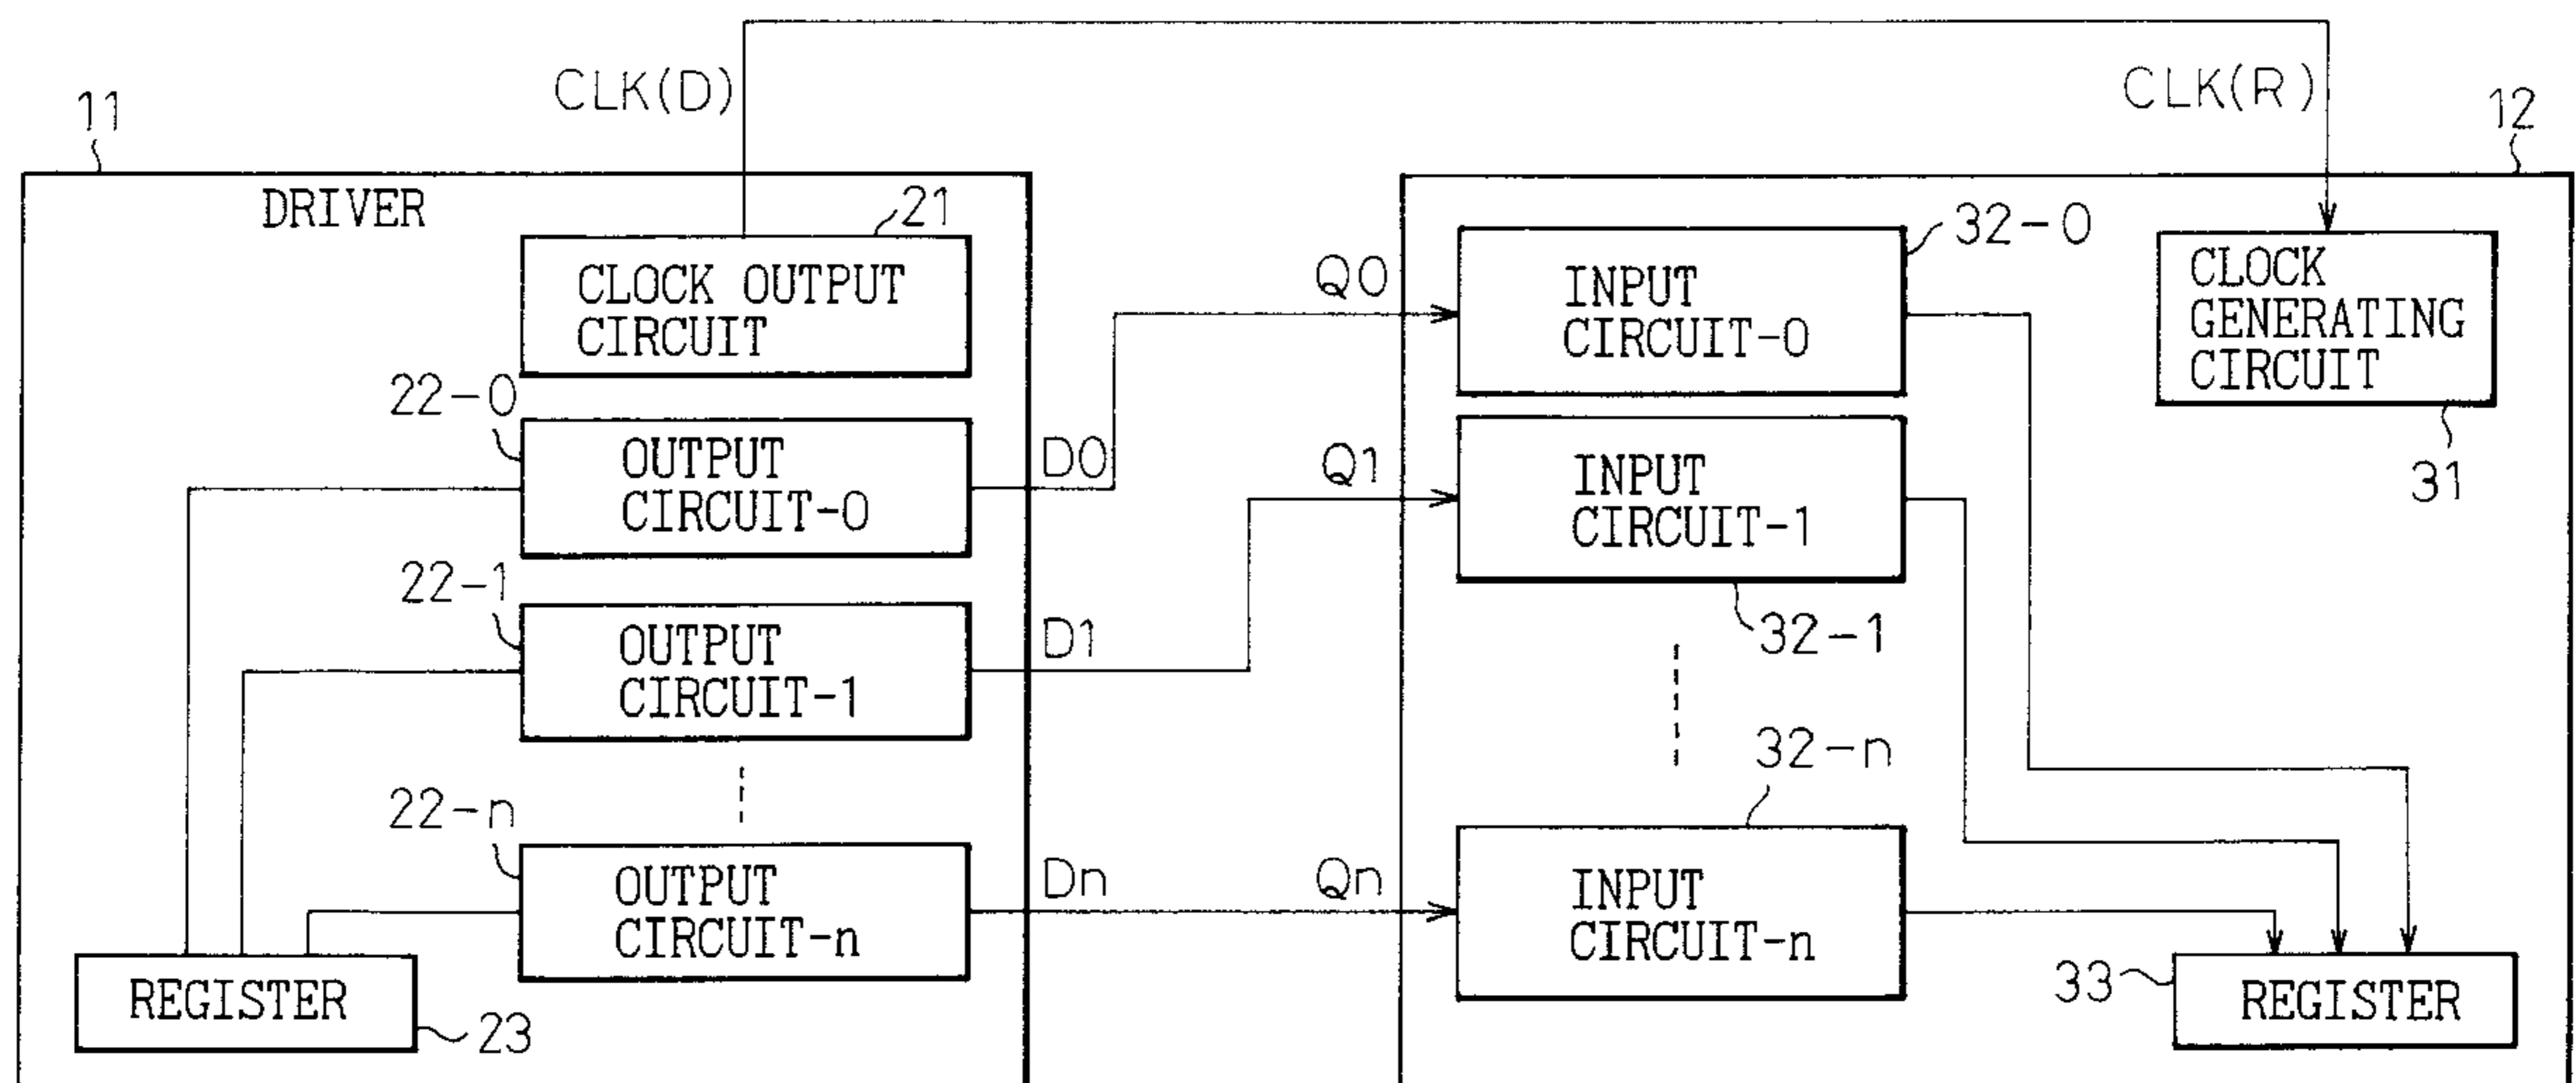 CLK(D)
CLK(R)
11
12
DRIVER
21
CLOCK OUTPUT
CIRCUIT
22-0
OUTPUT
CIRCUIT-0
D0
22-1
OUTPUT
CIRCUIT-1
D1
22-n
OUTPUT
CIRCUIT-n
Dn
REGISTER
23
Q0
INPUT
CIRCUIT-0
32-0
CLOCK
GENERATING
CIRCUIT
31
Q1
INPUT
CIRCUIT-1
32-1
32-n
Qn
INPUT
CIRCUIT-n
33
REGISTER